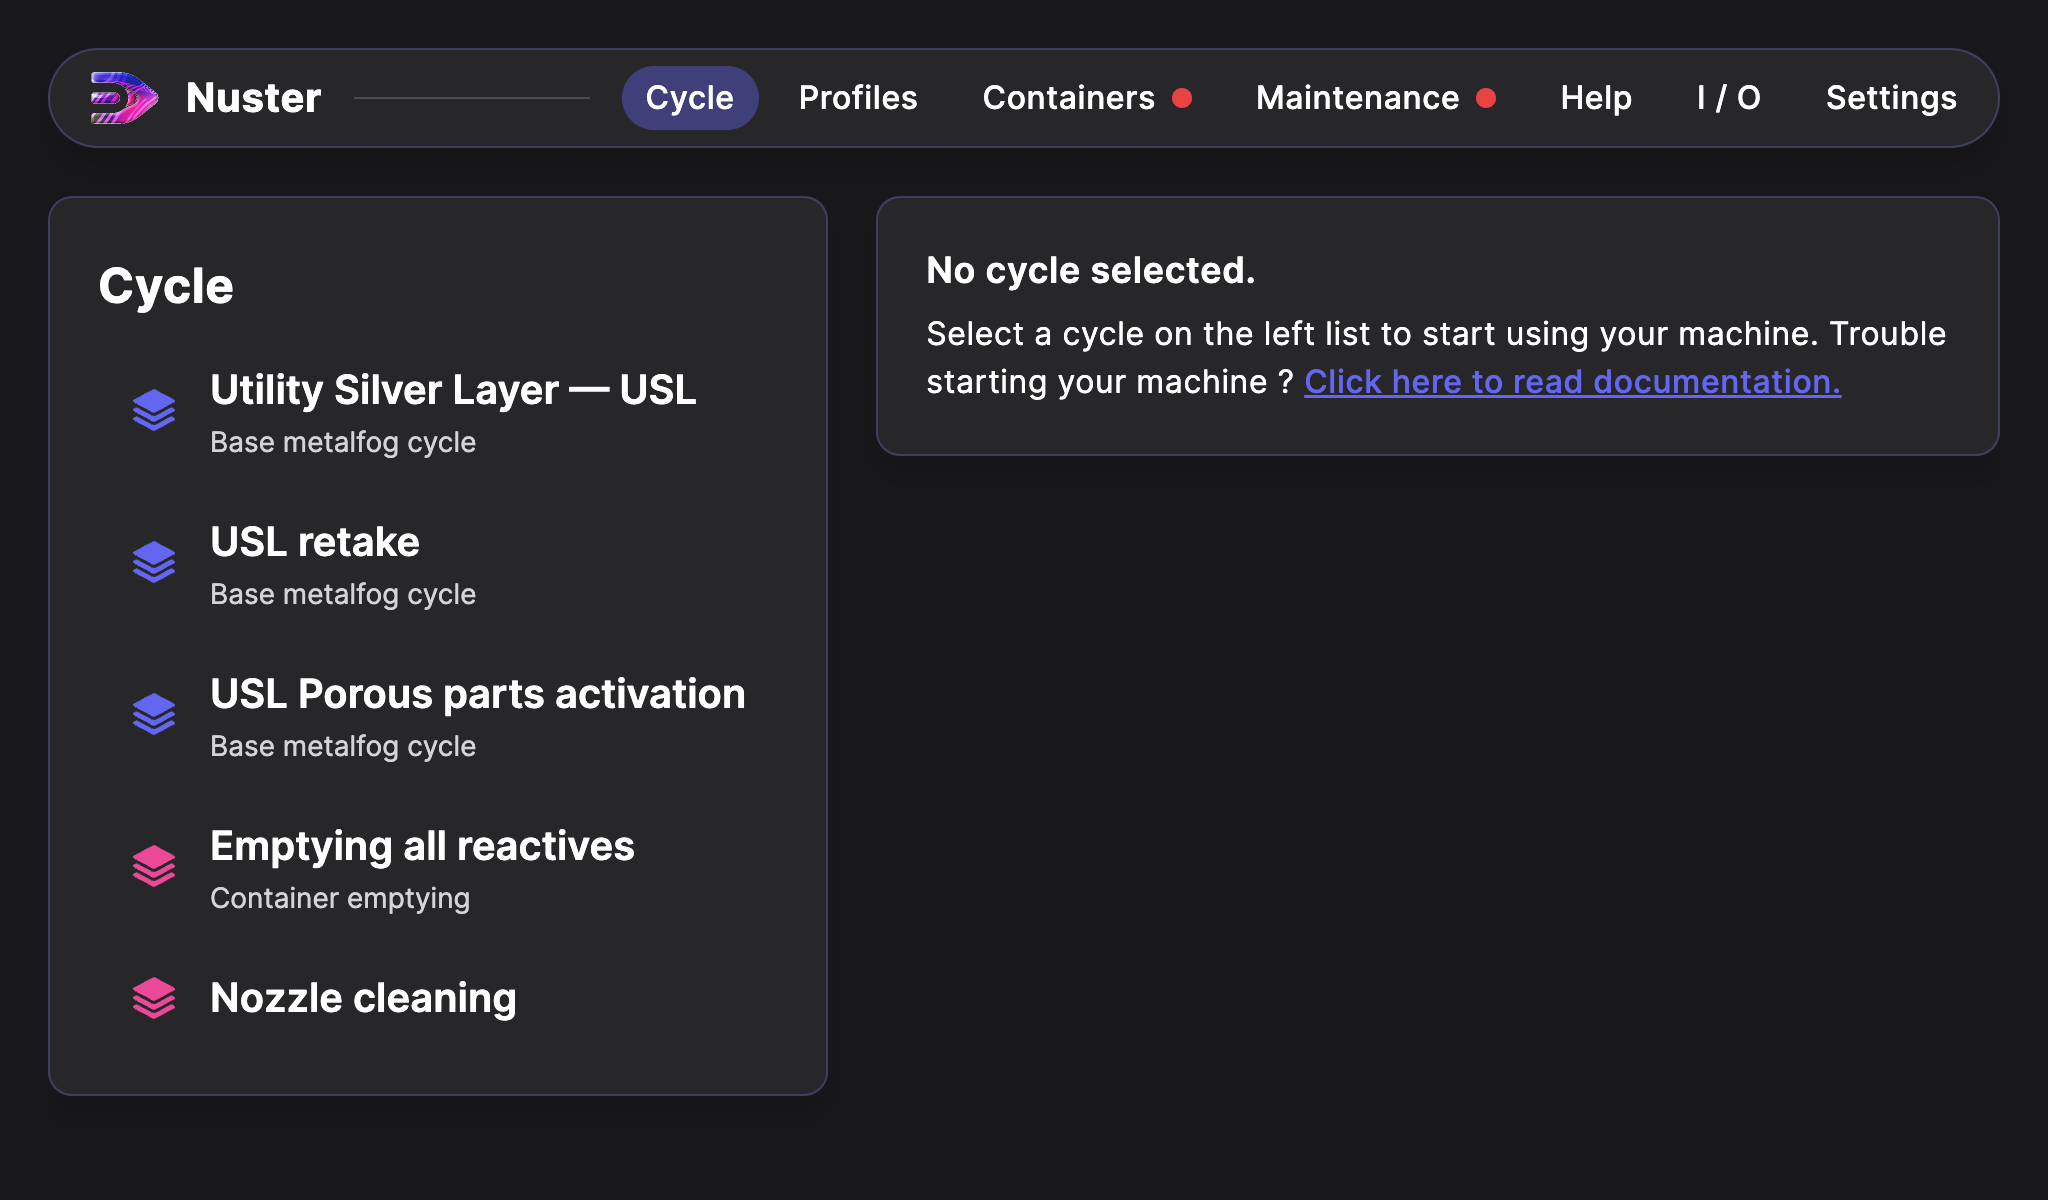 Nuster
Cycle
Profiles
Containers
Maintenance
Help
I / O
Settings
Cycle
Utility Silver Layer — USL
Base metalfog cycle
USL retake
Base metalfog cycle
USL Porous parts activation
Base metalfog cycle
Emptying all reactives
Container emptying
Nozzle cleaning
No cycle selected.
Select a cycle on the left list to start using your machine. Trouble
starting your machine ? Click here to read documentation.